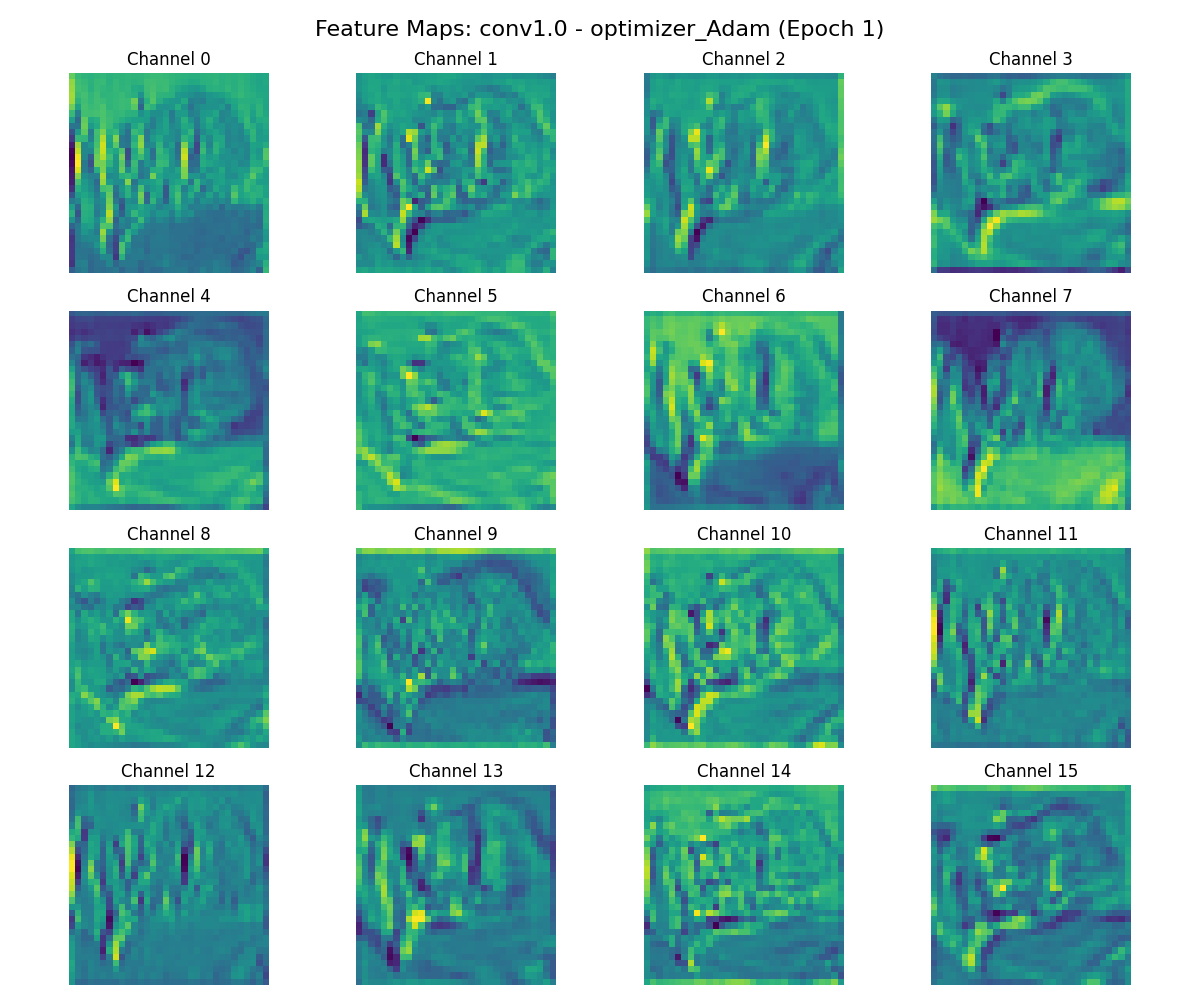 Feature Maps: conv1.0 - optimizer_Adam (Epoch 1)
Channel 0
Channel 1
Channel 2
Channel 3
Channel 4
Channel 5
Channel 6
Channel 7
Channel 8
Channel 9
Channel 10
Channel 11
Channel 12
Channel 13
Channel 14
Channel 15